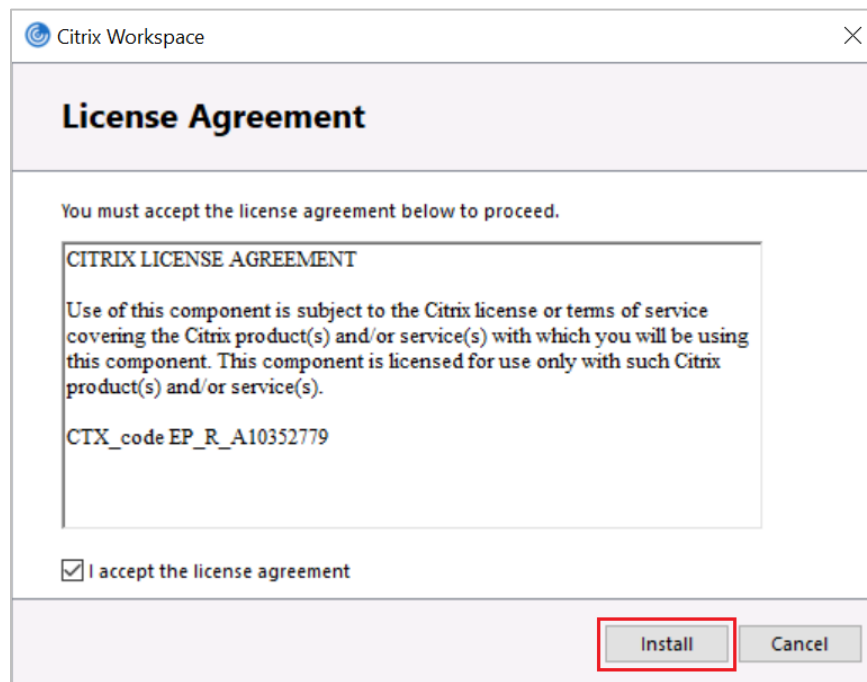 Citrix Workspace
License Agreement
You must accept the license agreement below to proceed.
CITRIX LICENSE AGREEMENT
Use of this component is subject to the Citrix license or terms of service
covering the Citrix product(s) and/or service(s) with which you will be using
this component. This component is licensed for use only with such Citrix
product(s) and/or service(s).
CTX_code EP_R_A10352779
I accept the license agreement
Install Cancel